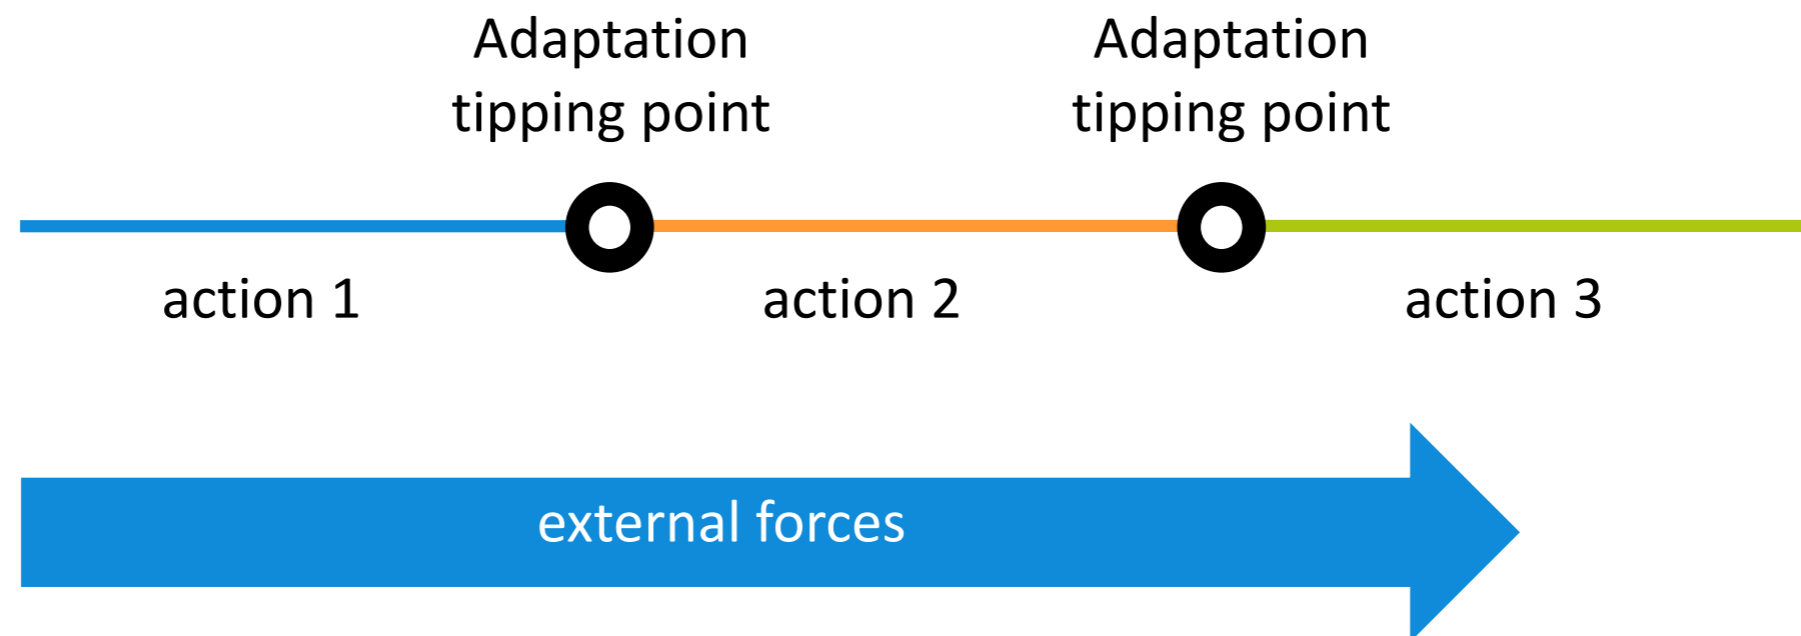 Adaptation
tipping point
Adaptation
tipping point
action 1
action 2
action 3
external forces